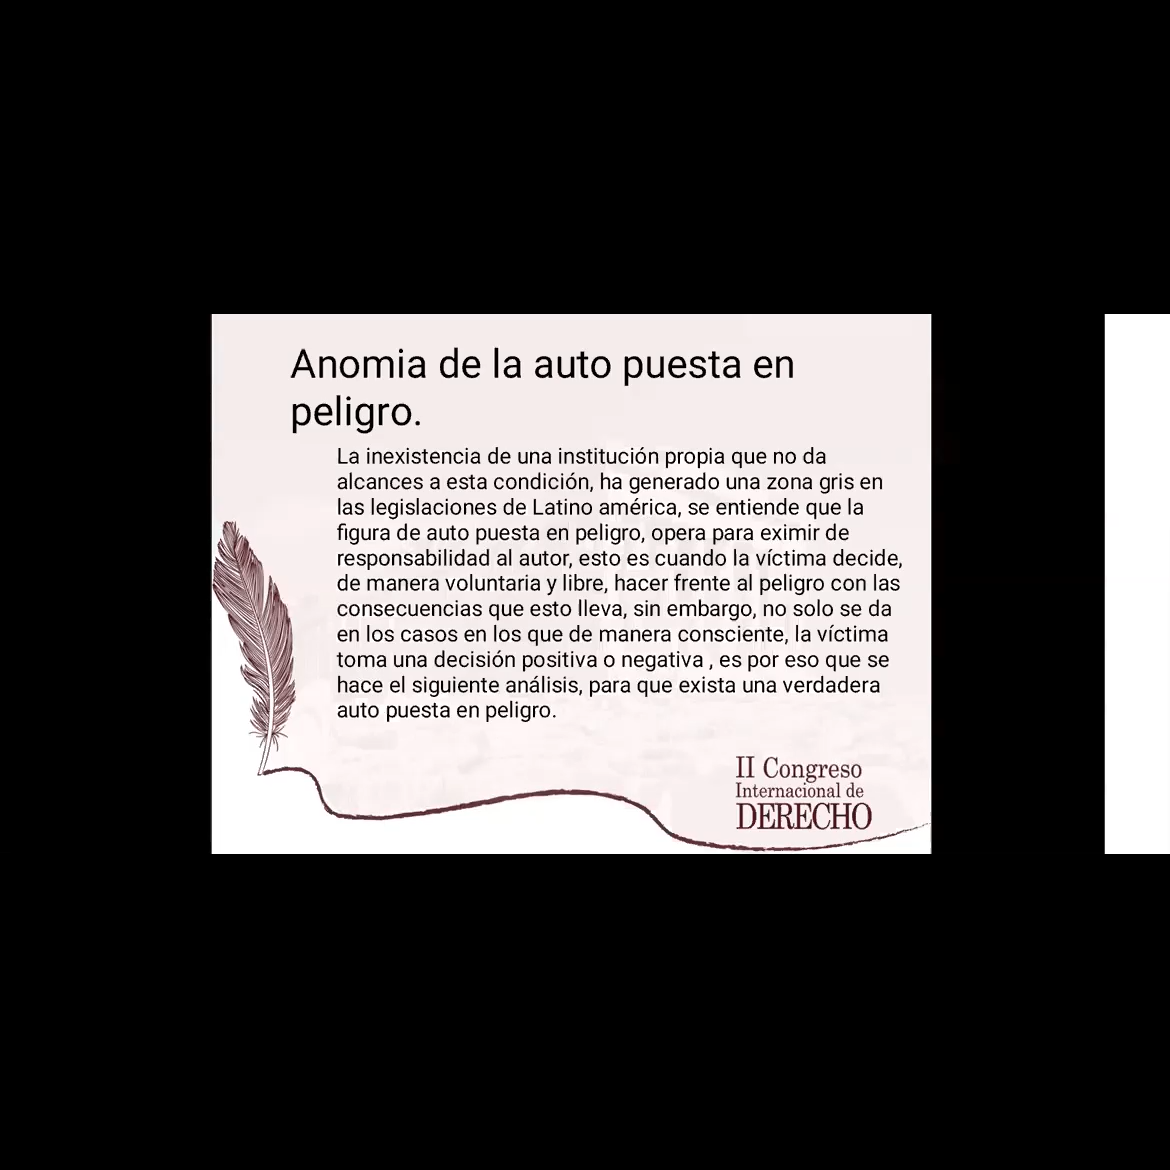 Anomia de la auto puesta en
peligro.
La inexistencia de una institución propia que no da
alcances a esta condición, ha generado una zona gris en
las legislaciones de Latino américa, se entiende que la
figura de auto puesta en peligro, opera para eximir de
responsabilidad al autor, esto es cuando la víctima decide,
de manera voluntaria y libre, hacer frente al peligro con las
consecuencias que esto lleva, sin embargo, no solo se da
en los casos en los que de manera consciente, la víctima
toma una decisión positiva o negativa , es por eso que se
hace el siguiente análisis, para que exista una verdadera
auto puesta en peligro.
II Congreso
Internacional de
DERECHO